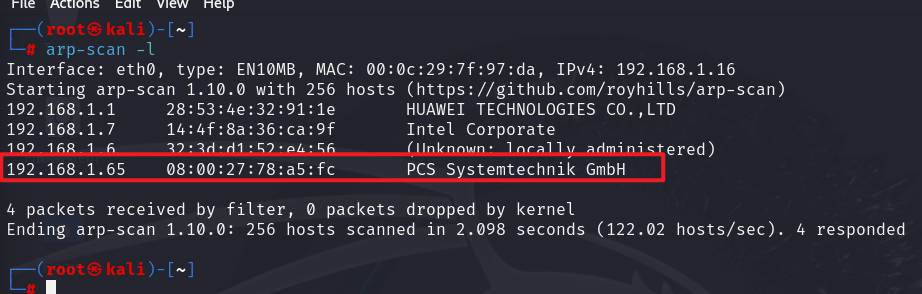 File Actions Edit View Help
┌──(root㉿kali)-[~]
└─# arp-scan -l
Interface: eth0, type: EN10MB, MAC: 00:0c:29:7f:97:da, IPv4: 192.168.1.16
Starting arp-scan 1.10.0 with 256 hosts (https://github.com/royhills/arp-scan)
192.168.1.1 28:53:4e:32:91:1e HUAWEI TECHNOLOGIES CO.,LTD
192.168.1.7 14:4f:8a:36:ca:9f Intel Corporate
192.168.1.6 32:3d:d1:52:e4:56 (Unknown: locally administered)
192.168.1.65 08:00:27:78:a5:fc PCS Systemtechnik GmbH
4 packets received by filter, 0 packets dropped by kernel
Ending arp-scan 1.10.0: 256 hosts scanned in 2.098 seconds (122.02 hosts/sec). 4 responded
┌──(root㉿kali)-[~]
└─#